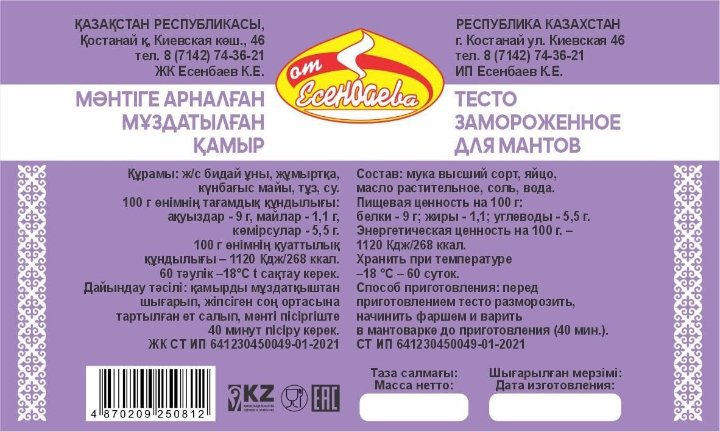 ҚАЗАҚСТАН РЕСПУБЛИКАСЫ,
Қостанай қ, Киевская көш., 46
тел. 8 (7142) 74-36-21
ЖК Есенбаев К.Е.
от
Есенбаева
РЕСПУБЛИКА КАЗАХСТАН
г. Костанай ул. Киевская 46
тел. 8 (7142) 74-36-21
ИП Есенбаев К.Е.
МӘНТІГЕ АРНАЛҒАН
МҰЗДАТЫЛҒАН
ҚАМЫР
ТЕСТО
ЗАМОРОЖЕННОЕ
ДЛЯ МАНТОВ
Құрамы: ж/с бидай ұны, жұмыртқа,
күнбағыс майы, тұз, су.
100 г өнімнің тағамдық құндылығы:
ақуыздар - 9 г, майлар - 1,1 г,
көмірсулар - 5,5 г.
100 г өнімнің қуаттылық
құндылығы – 1120 Кдж/268 ккал.
60 тәулік –18°С t сақтау керек.
Дайындау тәсілі: қамырды мұздатқыштан
шығарып, жіпсіген соң ортасына
тартылған ет салып, мөнті пісіргіште
40 минут пісіру керек.
ЖК СТ ИП 641230450049-01-2021
Состав: мука высший сорт, яйцо,
масло растительное, соль, вода.
Пищевая ценность на 100 г:
белки - 9 г; жиры - 1,1; углеводы - 5,5 г.
Энергетическая ценность на 100 г. –
1120 Кдж/268 ккал.
Хранить при температуре
–18 °С – 60 суток.
Способ приготовления: перед
приготовлением тесто разморозить,
начинить фаршем и варить
в мантоварке до приготовления (40 мин.).
СТ ИП 641230450049-01-2021
4 870209 250812
KZ
EAC
Таза салмағы:
Масса нетто:
Шығарылған мерзімі:
Дата изготовления: